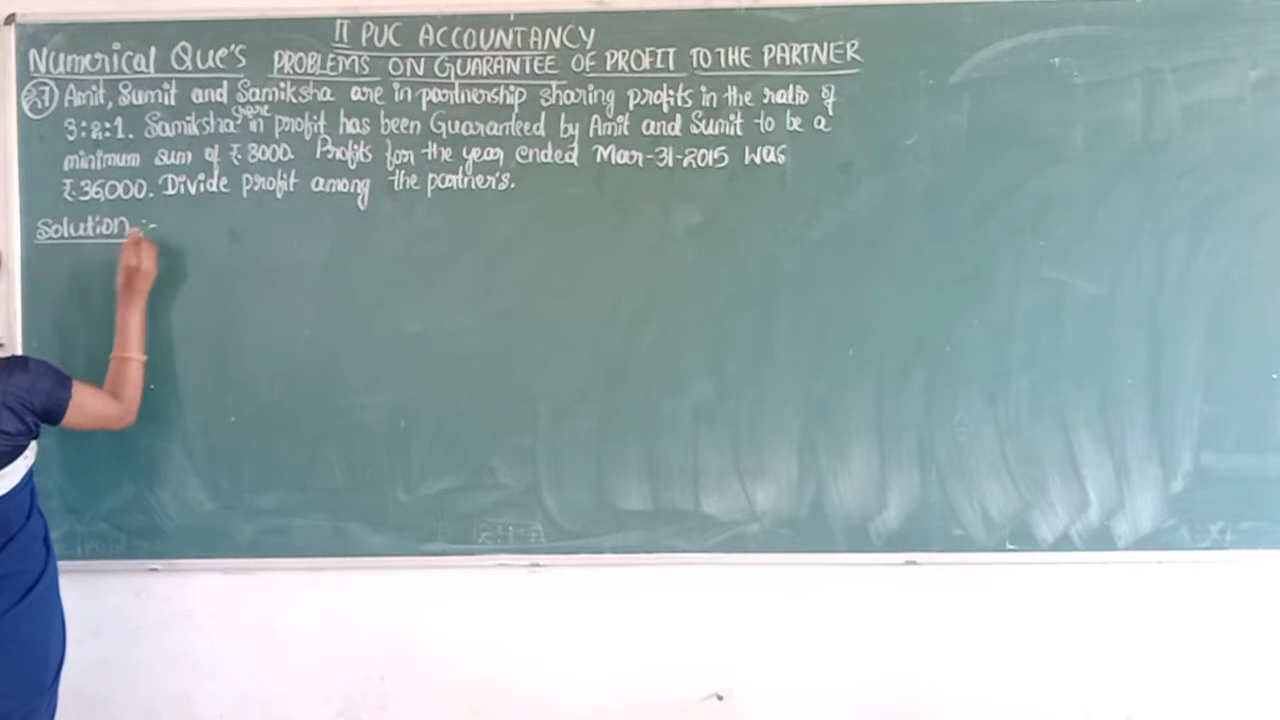 II PUC ACCOUNTANCY
Numerical Que's PROBLEMS ON GUARANTEE OF PROFIT TO THE PARTNER
27 Amit, Sumit and Samiksha are in partnership sharing profits in the ratio of
3:2:1. Samiksha share in profit has been Guaranteed by Amit and Sumit to be a
minimum sum of ₹.8000. Profits for the year ended Mar-31-2015 was
₹.36,000. Divide profit among the partner's.
Solution :-